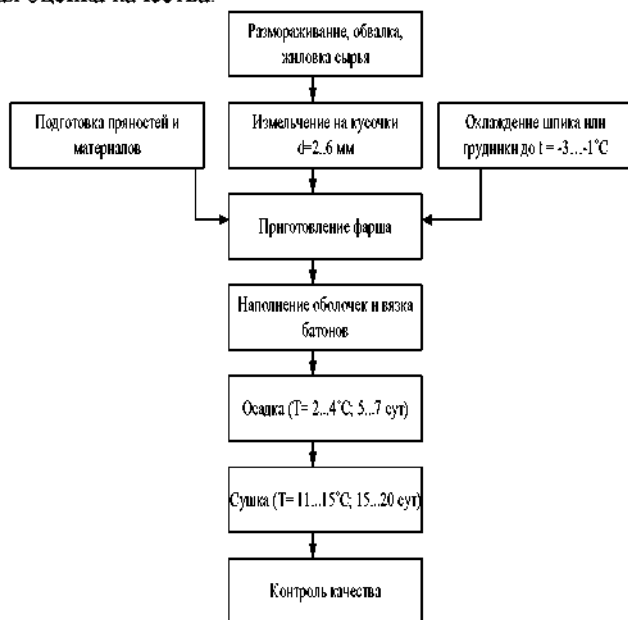 оценка качества.
Размораживание, обвалка,
жиловка сырья
Подготовка пряностей и
материалов
Измельчение на кусочки
d=2..6 мм
Охлаждение шпика или
грудинки до t = -3...-1˚C
Приготовление фарша
Наполнение оболочек и вязка
батонов
Осадка (T= 2...4˚C; 5...7 сут)
Сушка (T= 11...15˚C; 15...20 сут)
Контроль качества